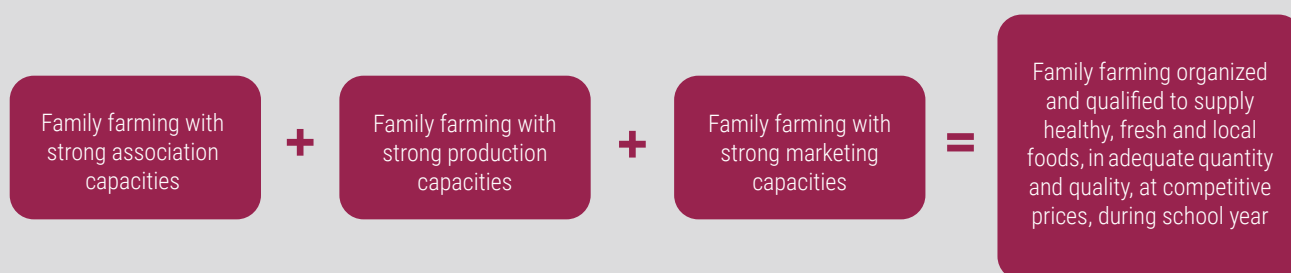 Family farming with
strong association
capacities
+
Family farming with
strong production
capacities
+
Family farming with
strong marketing
capacities
=
Family farming organized
and qualified to supply
healthy, fresh and local
foods, in adequate quantity
and quality, at competitive
prices, during school year